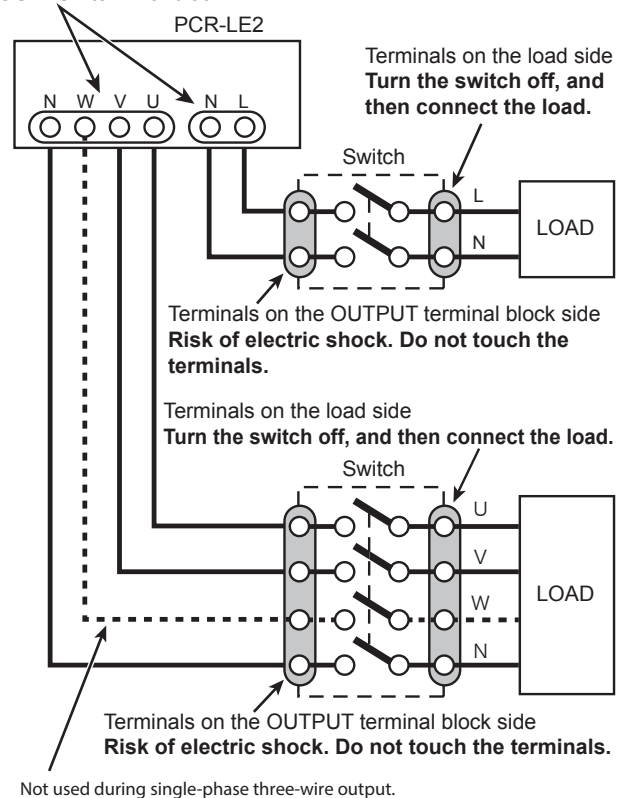 PCR-LE2
Terminals on the load side
Turn the switch off, and
then connect the load.
N W V U N L
Switch
L
LOAD
N
Terminals on the OUTPUT terminal block side
Risk of electric shock. Do not touch the
terminals.
Terminals on the load side
Turn the switch off, and then connect the load.
Switch
U
V
W
LOAD
N
Terminals on the OUTPUT terminal block side
Risk of electric shock. Do not touch the terminals.
Not used during single-phase three-wire output.